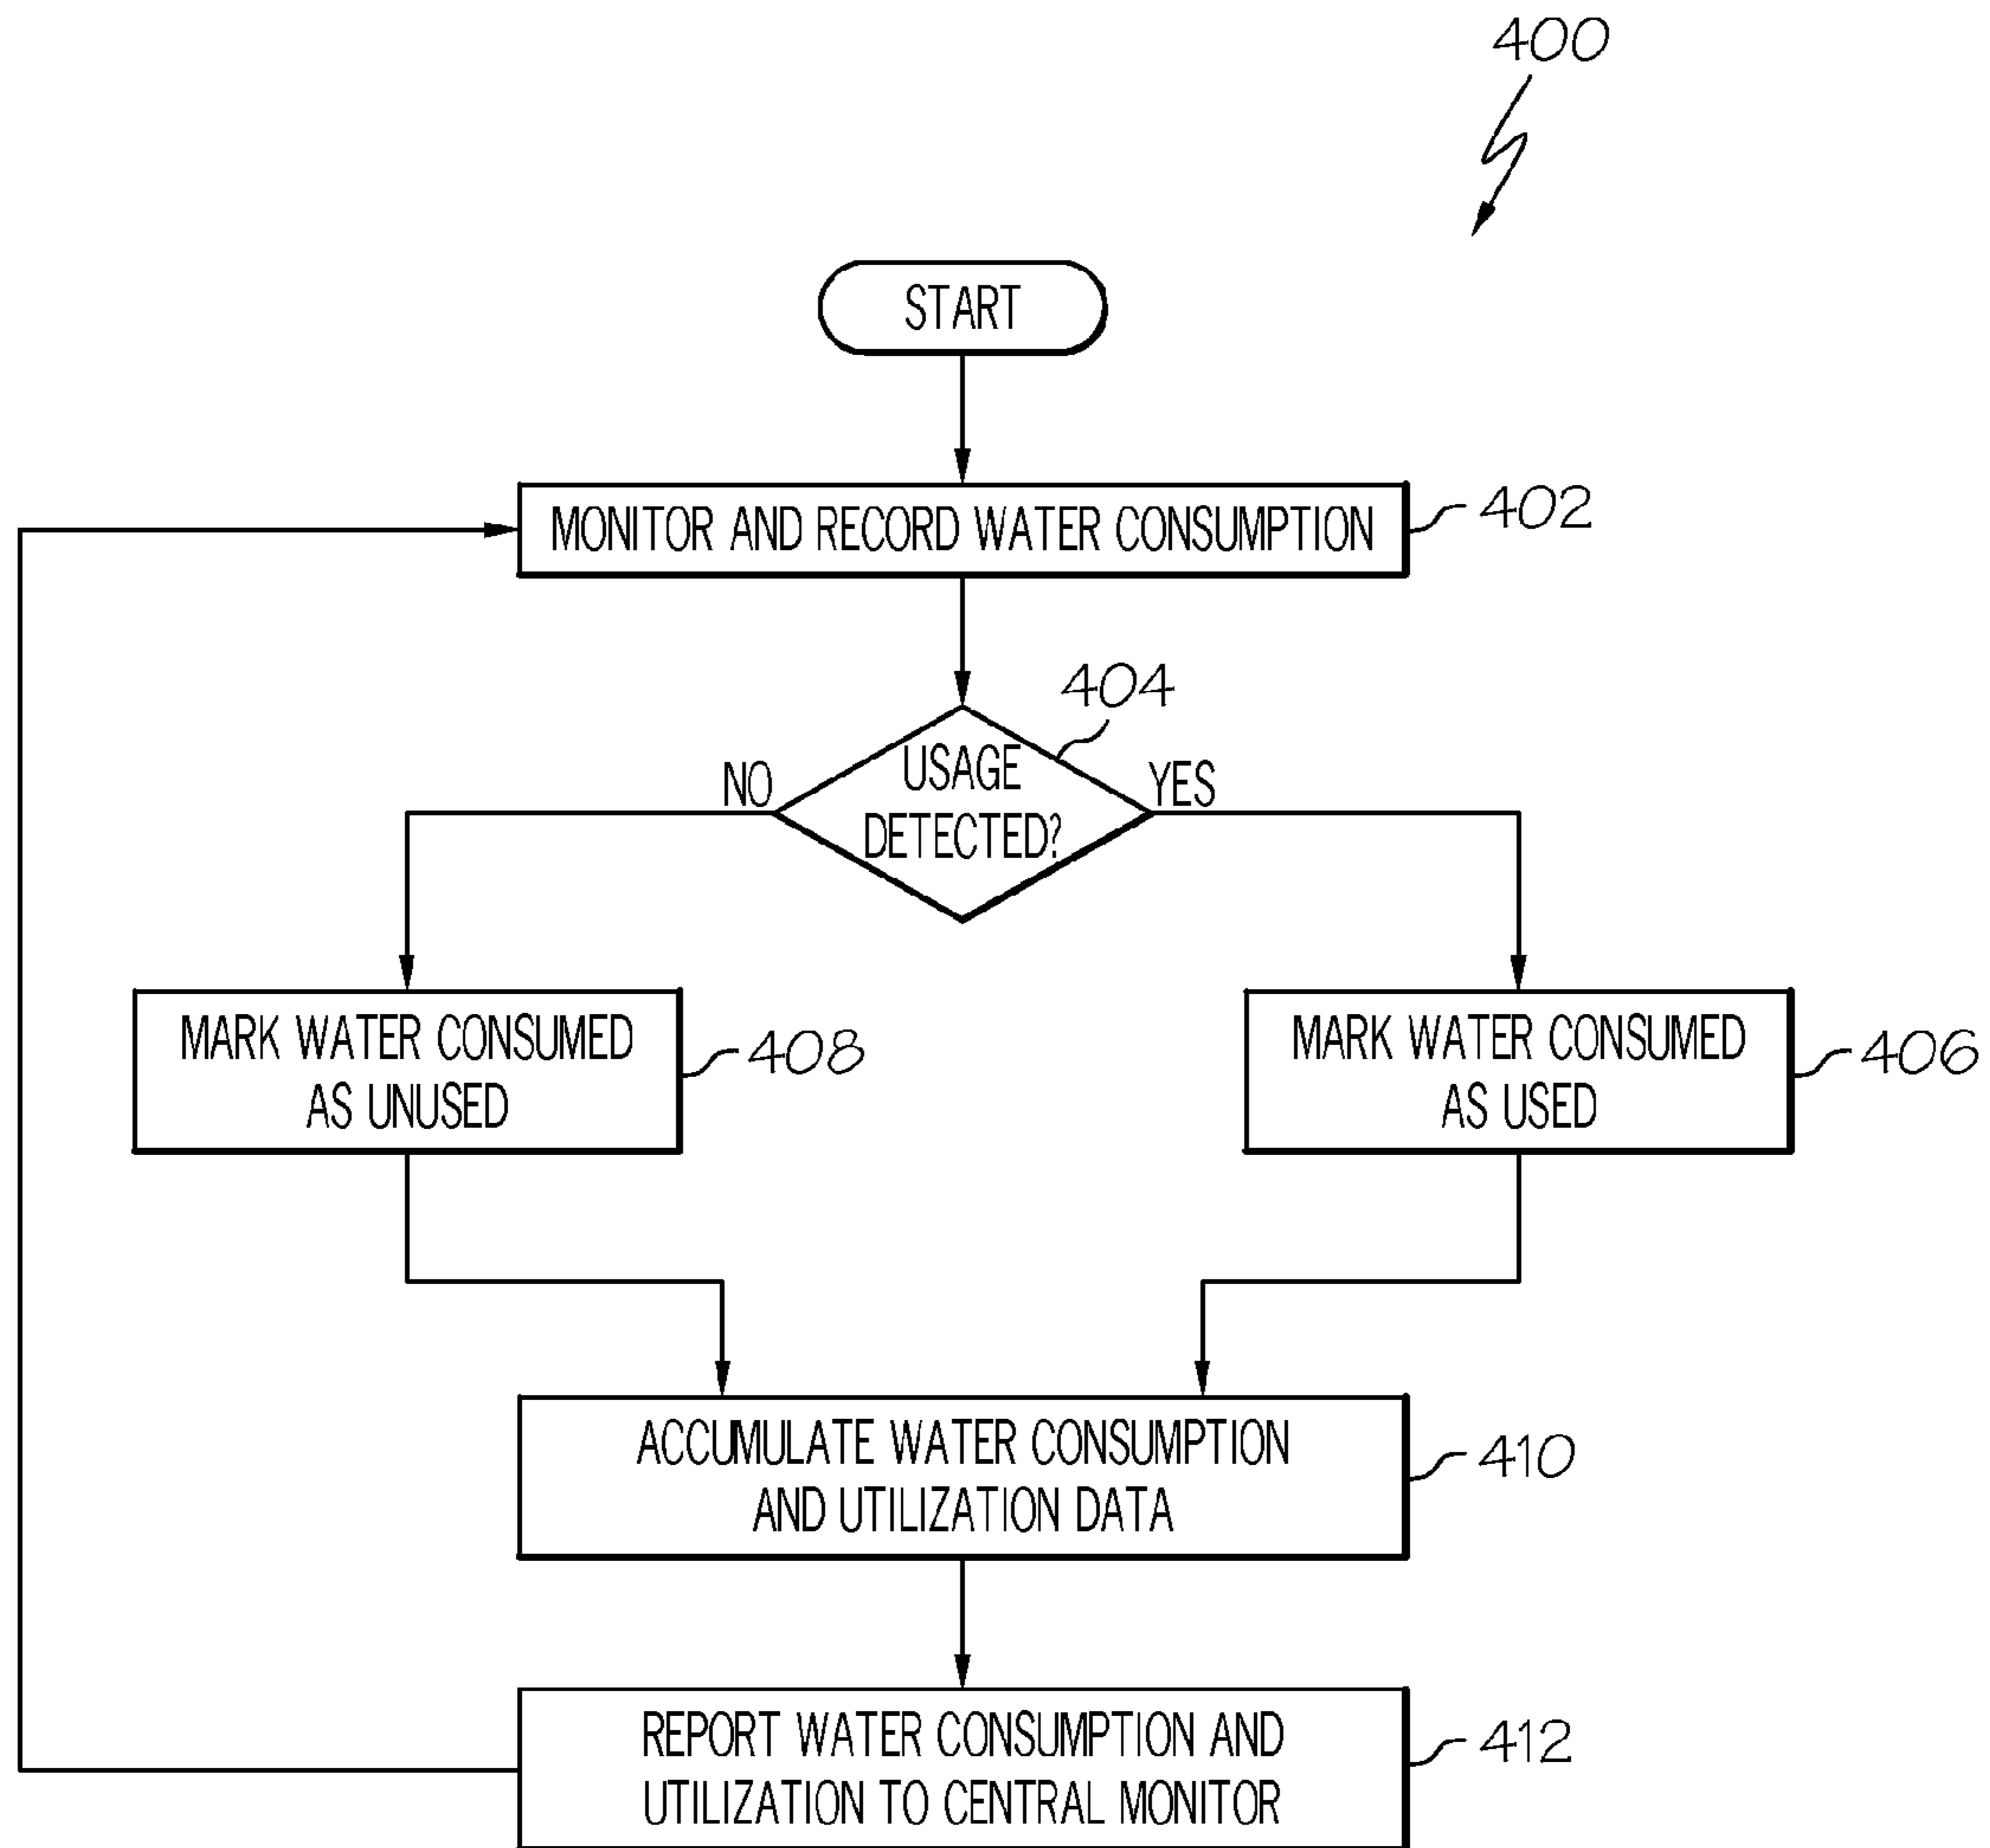 400
START
MONITOR AND RECORD WATER CONSUMPTION
402
404
USAGE
DETECTED?
NO
YES
MARK WATER CONSUMED
AS UNUSED
408
MARK WATER CONSUMED
AS USED
406
ACCUMULATE WATER CONSUMPTION
AND UTILIZATION DATA
410
REPORT WATER CONSUMPTION AND
UTILIZATION TO CENTRAL MONITOR
412